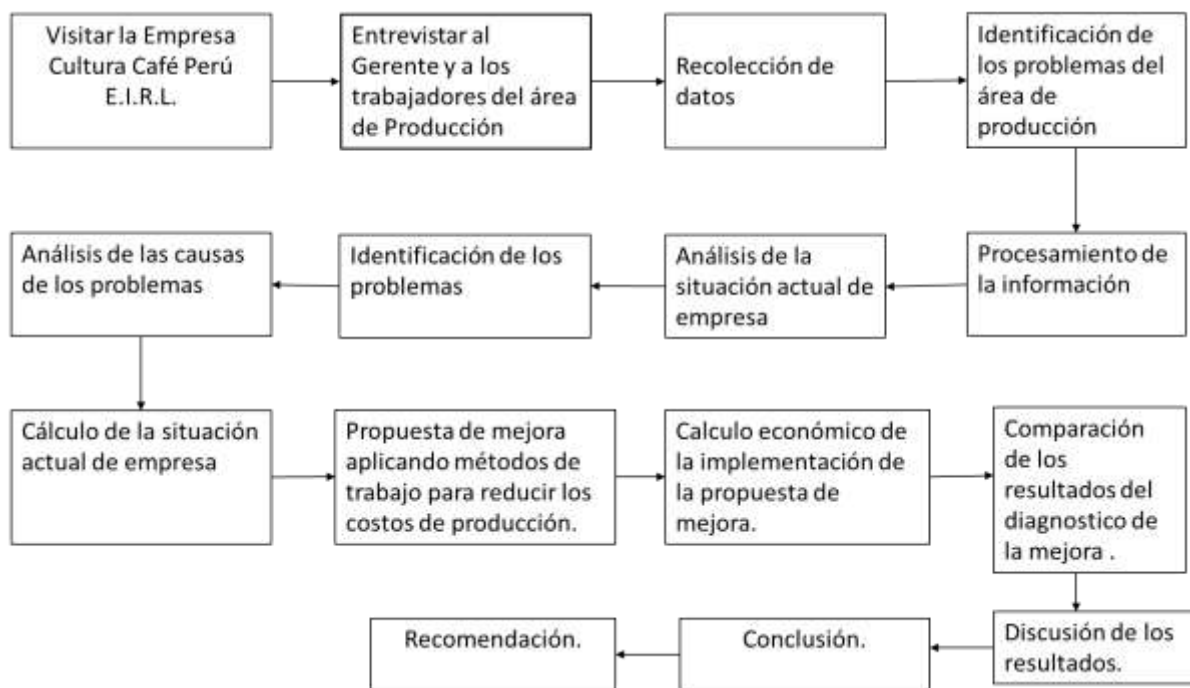 Visitar la Empresa
Cultura Café Perú
E.I.R.L.
Entrevistar al
Gerente y a los
trabajadores del área
de Producción
Recolección de
datos
Identificación de
los problemas del
área de
producción
Procesamiento de
la información
Análisis de la
situación actual de
empresa
Identificación de los
problemas
Análisis de las causas
de los problemas
Cálculo de la situación
actual de empresa
Propuesta de mejora
aplicando métodos de
trabajo para reducir los
costos de producción.
Calculo económico de
la implementación de
la propuesta de
mejora.
Comparación
de los
resultados del
diagnostico de
la mejora .
Discusión de los
resultados.
Conclusión.
Recomendación.